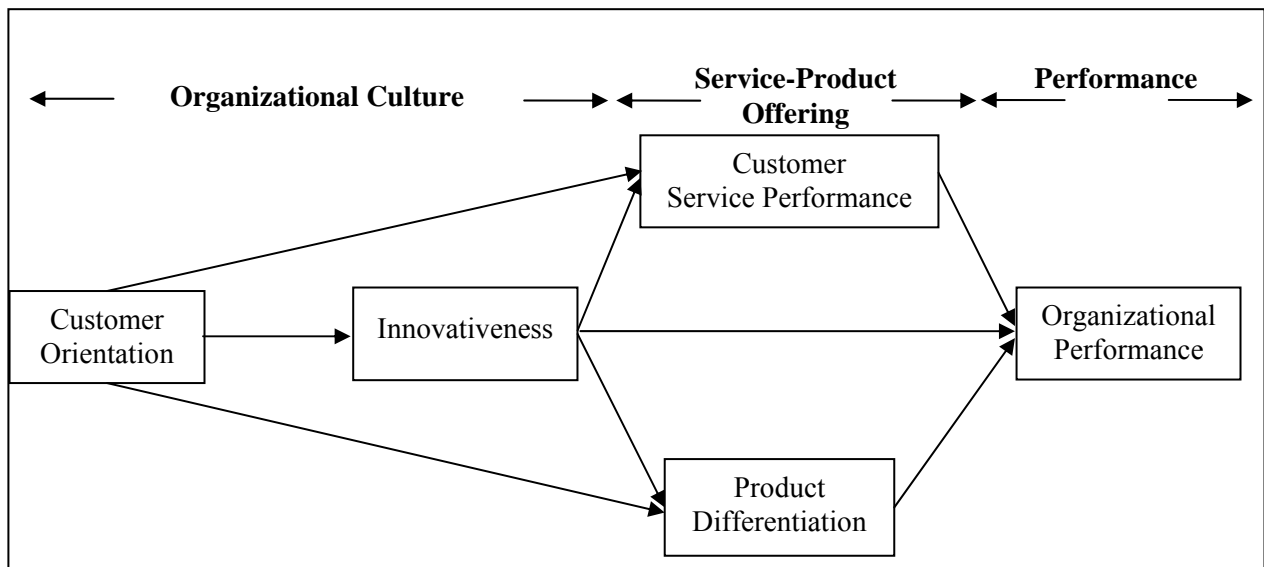 Organizational Culture
Service-Product
Offering
Performance
Customer
Service Performance
Customer
Orientation
Innovativeness
Organizational
Performance
Product
Differentiation